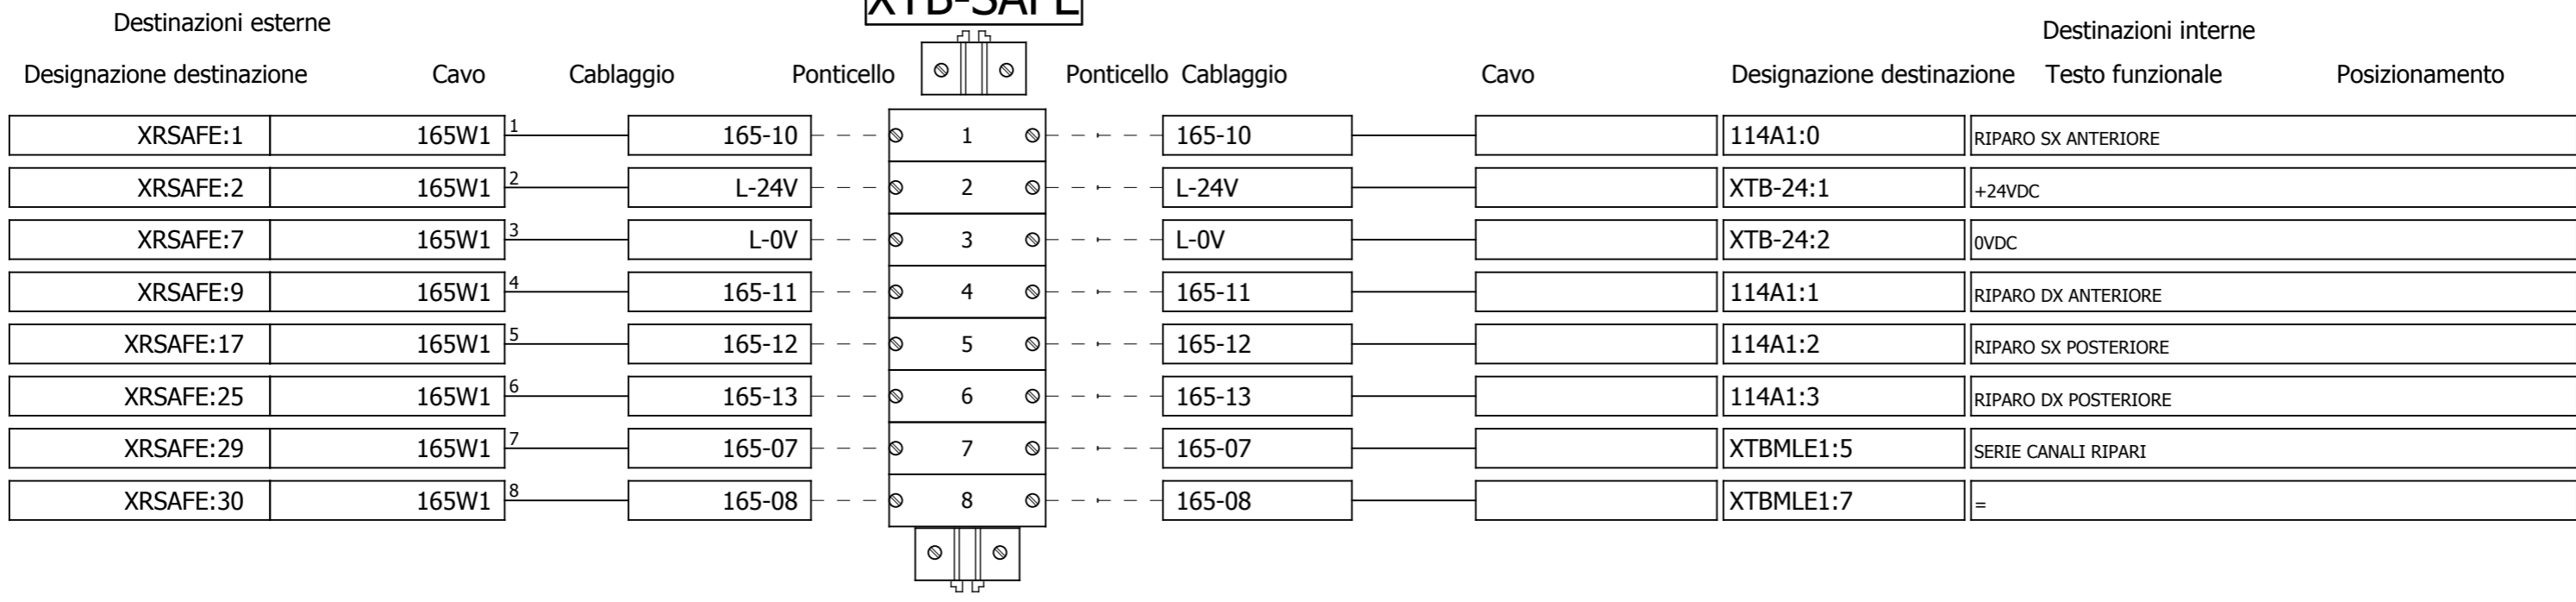 XTB-SAFE
Destinazioni esterne
Destinazioni interne
Designazione destinazione Cavo Cablaggio Ponticello Ponticello Cablaggio Cavo Designazione destinazione Testo funzionale Posizionamento
XRSAFE:1 165W1 1 165-10 1 165-10 114A1:0 RIPARO SX ANTERIORE
XRSAFE:2 165W1 2 L-24V 2 L-24V XTB-24:1 +24VDC
XRSAFE:7 165W1 3 L-0V 3 L-0V XTB-24:2 0VDC
XRSAFE:9 165W1 4 165-11 4 165-11 114A1:1 RIPARO DX ANTERIORE
XRSAFE:17 165W1 5 165-12 5 165-12 114A1:2 RIPARO SX POSTERIORE
XRSAFE:25 165W1 6 165-13 6 165-13 114A1:3 RIPARO DX POSTERIORE
XRSAFE:29 165W1 7 165-07 7 165-07 XTBMLE1:5 SERIE CANALI RIPARI
XRSAFE:30 165W1 8 165-08 8 165-08 XTBMLE1:7 =